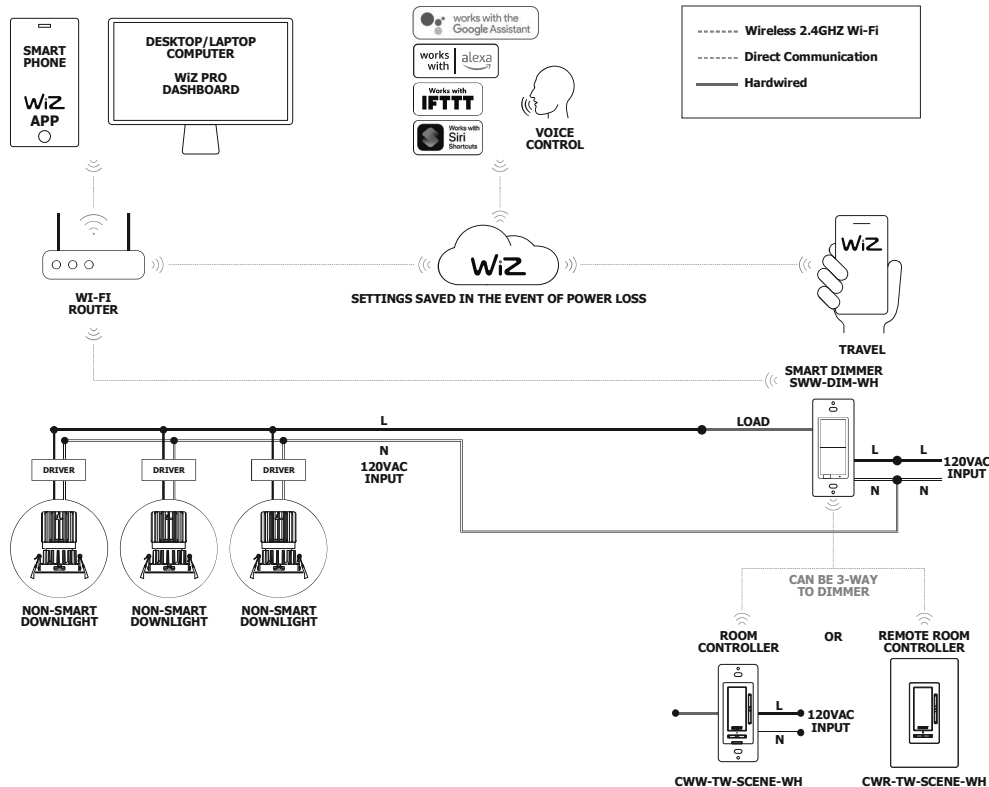 SMART
PHONE
WiZ
APP
DESKTOP/LAPTOP
COMPUTER
WiZ PRO
DASHBOARD
works with the
Google Assistant
works
with
alexa
Works with
IFTTT
Works with
Siri
Shortcuts
VOICE
CONTROL
Wireless 2.4GHZ Wi-Fi
Direct Communication
Hardwired
WI-FI
ROUTER
WiZ
SETTINGS SAVED IN THE EVENT OF POWER LOSS
WiZ
TRAVEL
SMART DIMMER
SWW-DIM-WH
L
N
120VAC
INPUT
LOAD
L
L
120VAC
INPUT
N
N
DRIVER
DRIVER
DRIVER
NON-SMART
DOWNLIGHT
NON-SMART
DOWNLIGHT
NON-SMART
DOWNLIGHT
CAN BE 3-WAY
TO DIMMER
ROOM
CONTROLLER
OR
REMOTE ROOM
CONTROLLER
L
120VAC
INPUT
N
CWW-TW-SCENE-WH
CWR-TW-SCENE-WH